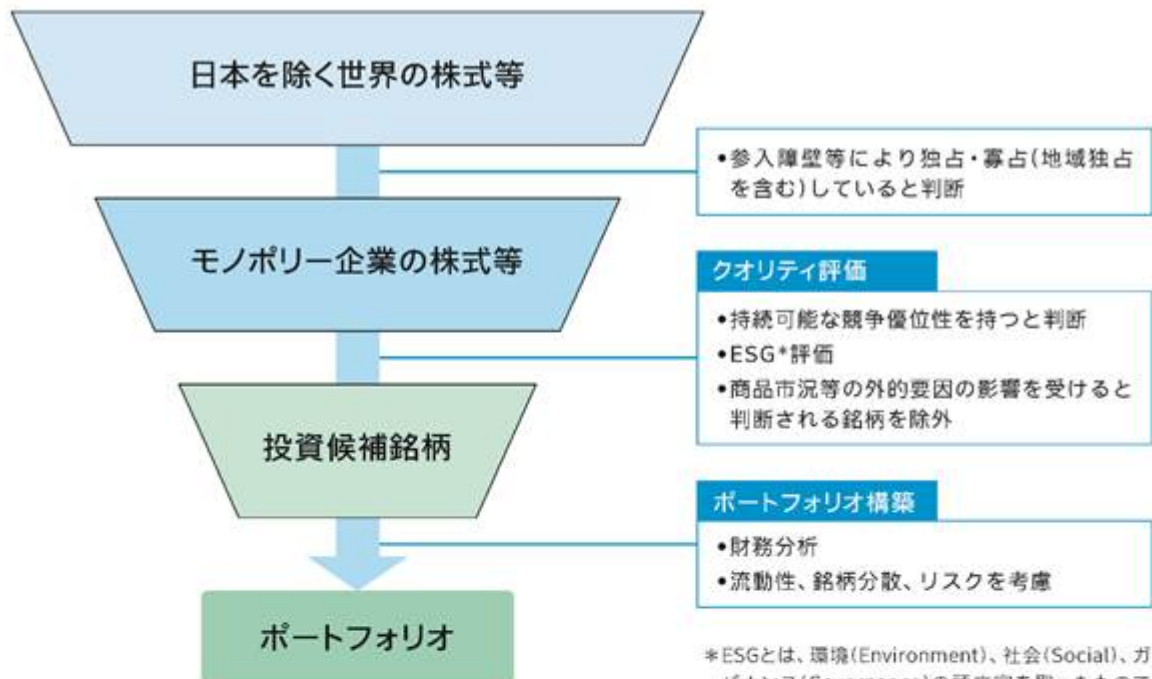 日本を除く世界の株式等
•参入障壁等により独占・寡占(地域独占
を含む)していると判断
モノポリー企業の株式等
クオリティ評価
•持続可能な競争優位性を持つと判断
•ESG*評価
•商品市況等の外的要因の影響を受けると
判断される銘柄を除外
投資候補銘柄
ポートフォリオ構築
•財務分析
•流動性、銘柄分散、リスクを考慮
ポートフォリオ
*ESGとは、環境(Environment)、社会(Social)、ガ